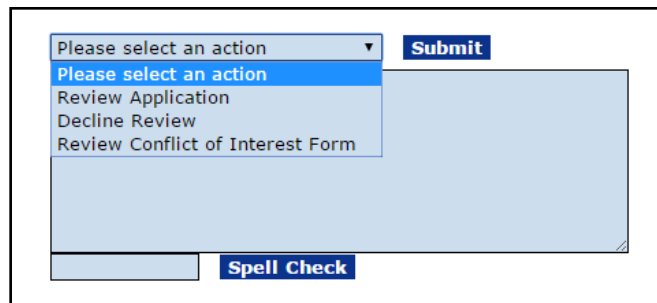 Please select an action Submit
Please select an action
Review Application
Decline Review
Review Conflict of Interest Form
Spell Check